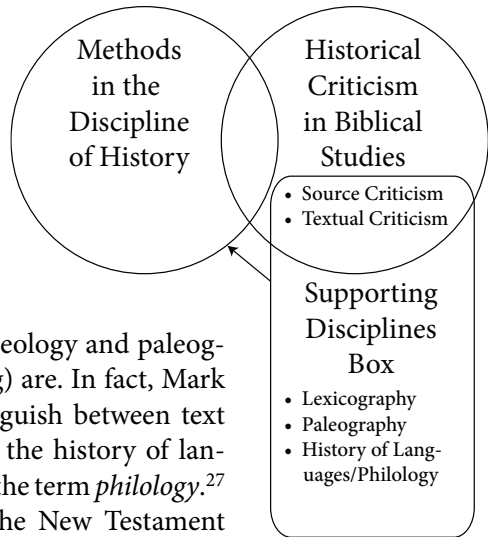 Methods
in the
Discipline
of History
Historical
Criticism
in Biblical
Studies
• Source Criticism
• Textual Criticism
Supporting
Disciplines
Box
• Lexicography
• Paleography
• History of Lang-
uages/Philology
eology and paleog-
g) are. In fact, Mark
guish between text
the history of lan-
the term philology.27
he New Testament